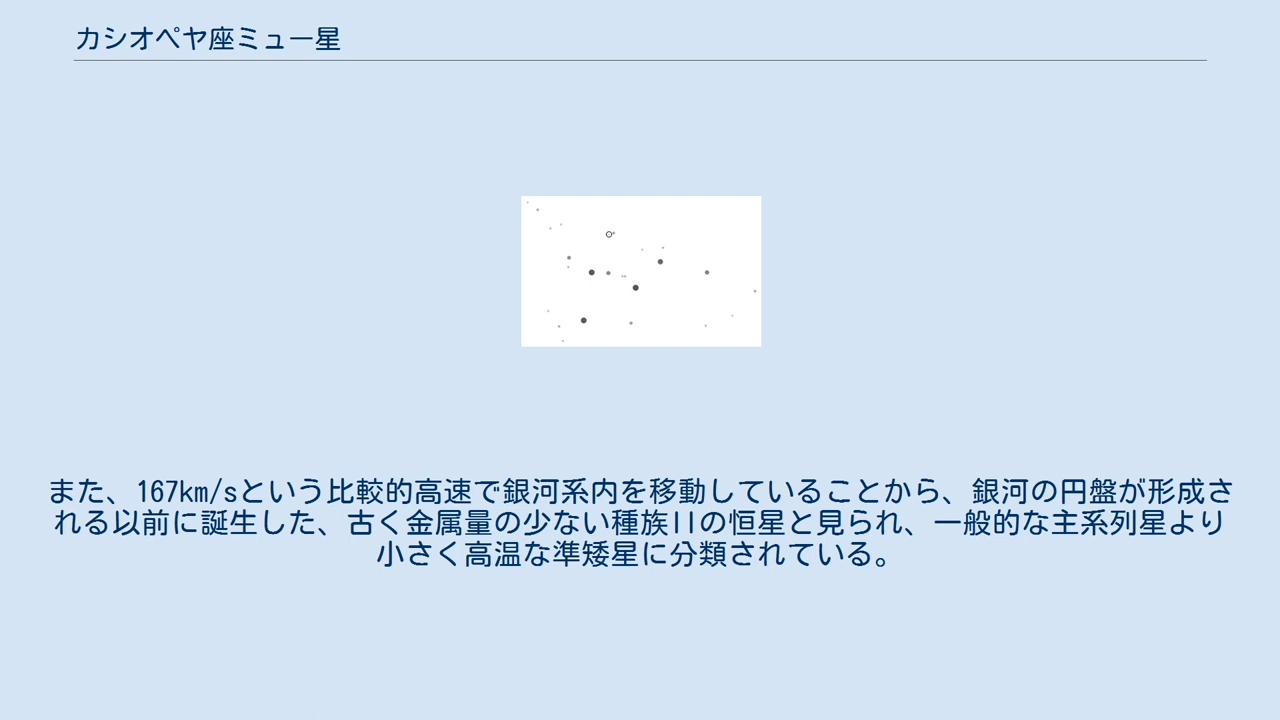 カシオペヤ座ミュー星
また、167km/sという比較的高速で銀河系内を移動していることから、銀河の円盤が形成さ
れる以前に誕生した、古く金属量の少ない種族IIの恒星と見られ、一般的な主系列星より
小さく高温な準矮星に分類されている。